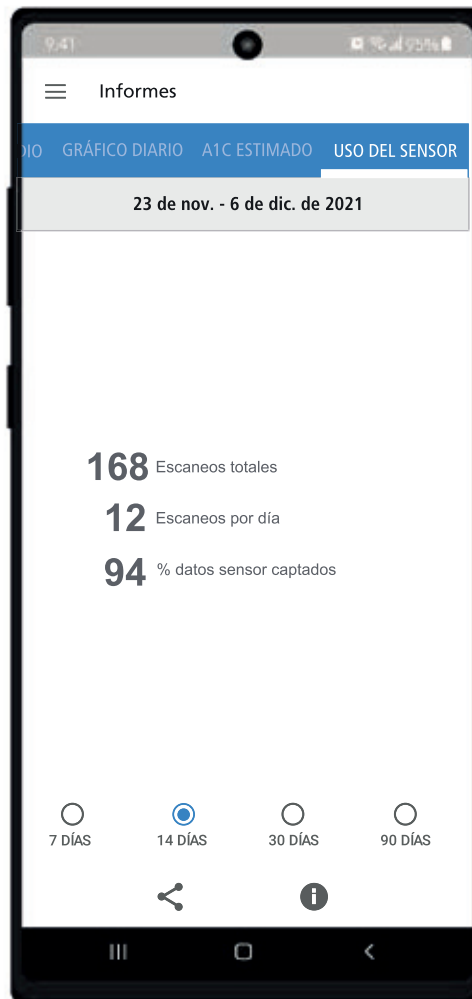 9:41
95%
Informes
DIO GRÁFICO DIARIO A1C ESTIMADO USO DEL SENSOR
23 de nov. - 6 de dic. de 2021
168 Escaneos totales
12 Escaneos por día
94 % datos sensor captados
7 DÍAS 14 DÍAS 30 DÍAS 90 DÍAS